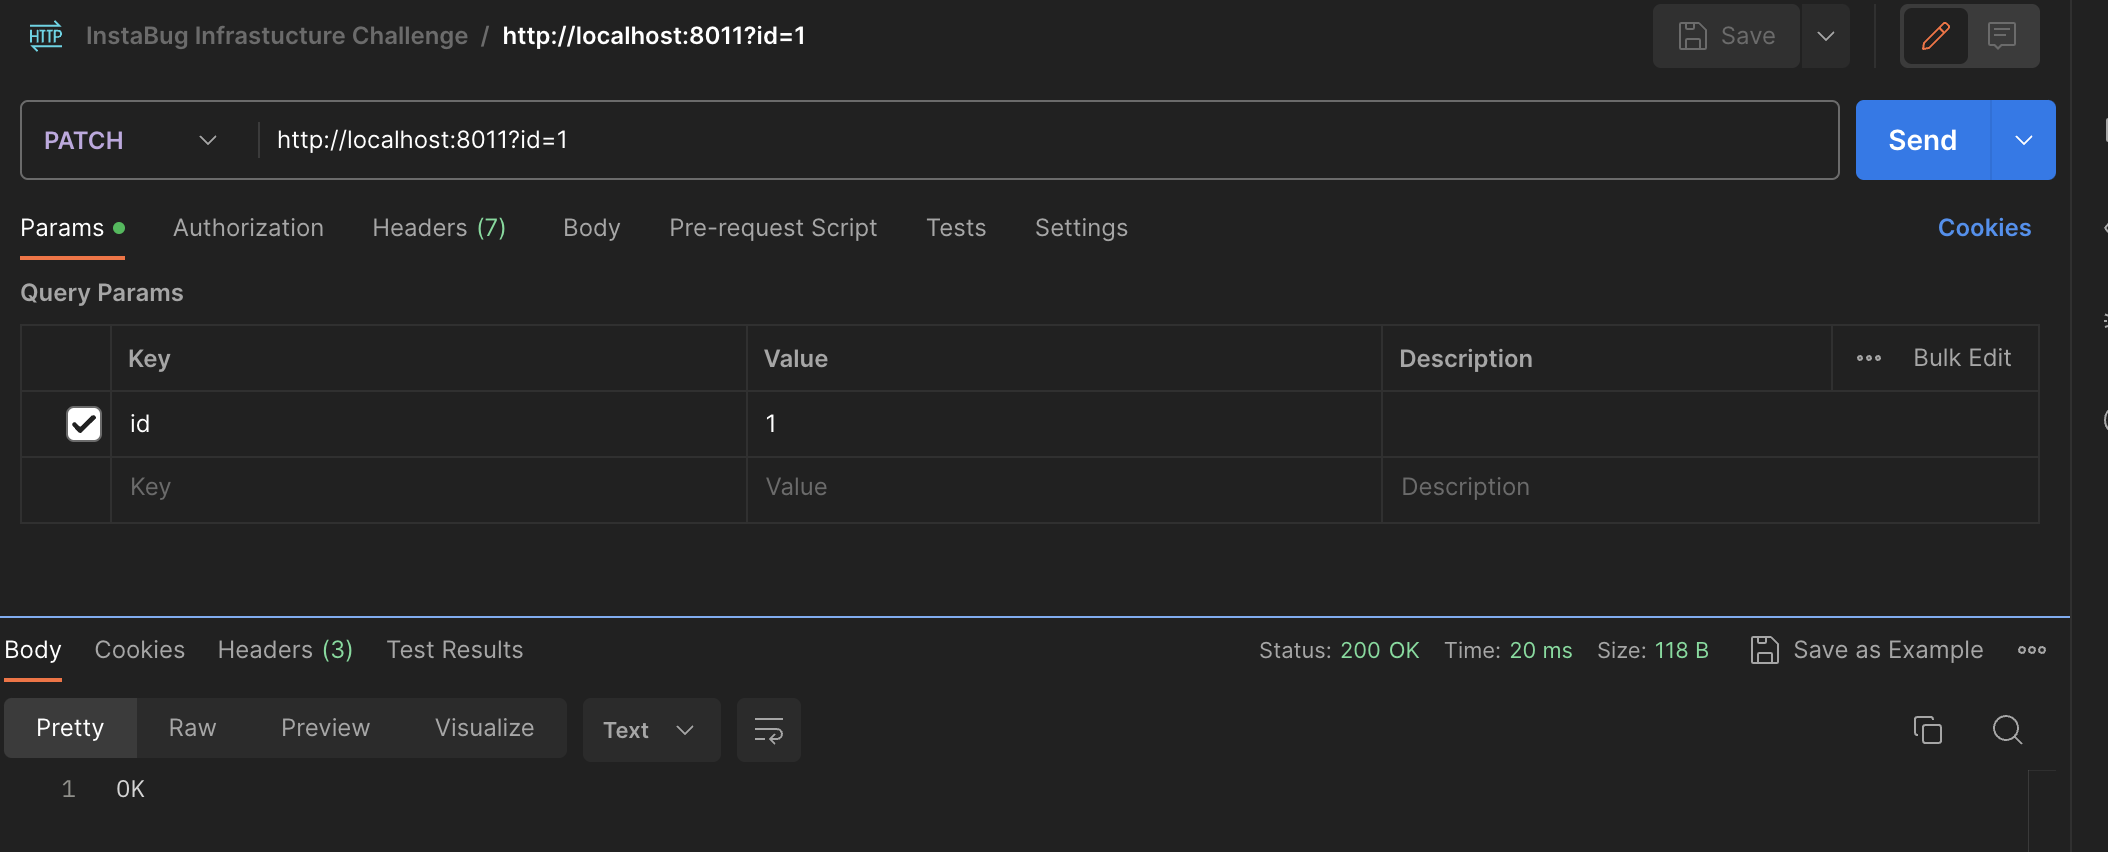 HTTP InstaBug Infrastucture Challenge / http://localhost:8011?id=1 Save
PATCH http://localhost:8011?id=1 Send
Params Authorization Headers (7) Body Pre-request Script Tests Settings Cookies
Query Params
Key Value Description Bulk Edit
id 1
Key Value Description
Body Cookies Headers (3) Test Results Status: 200 OK Time: 20 ms Size: 118 B Save as Example
Pretty Raw Preview Visualize Text
1 OK